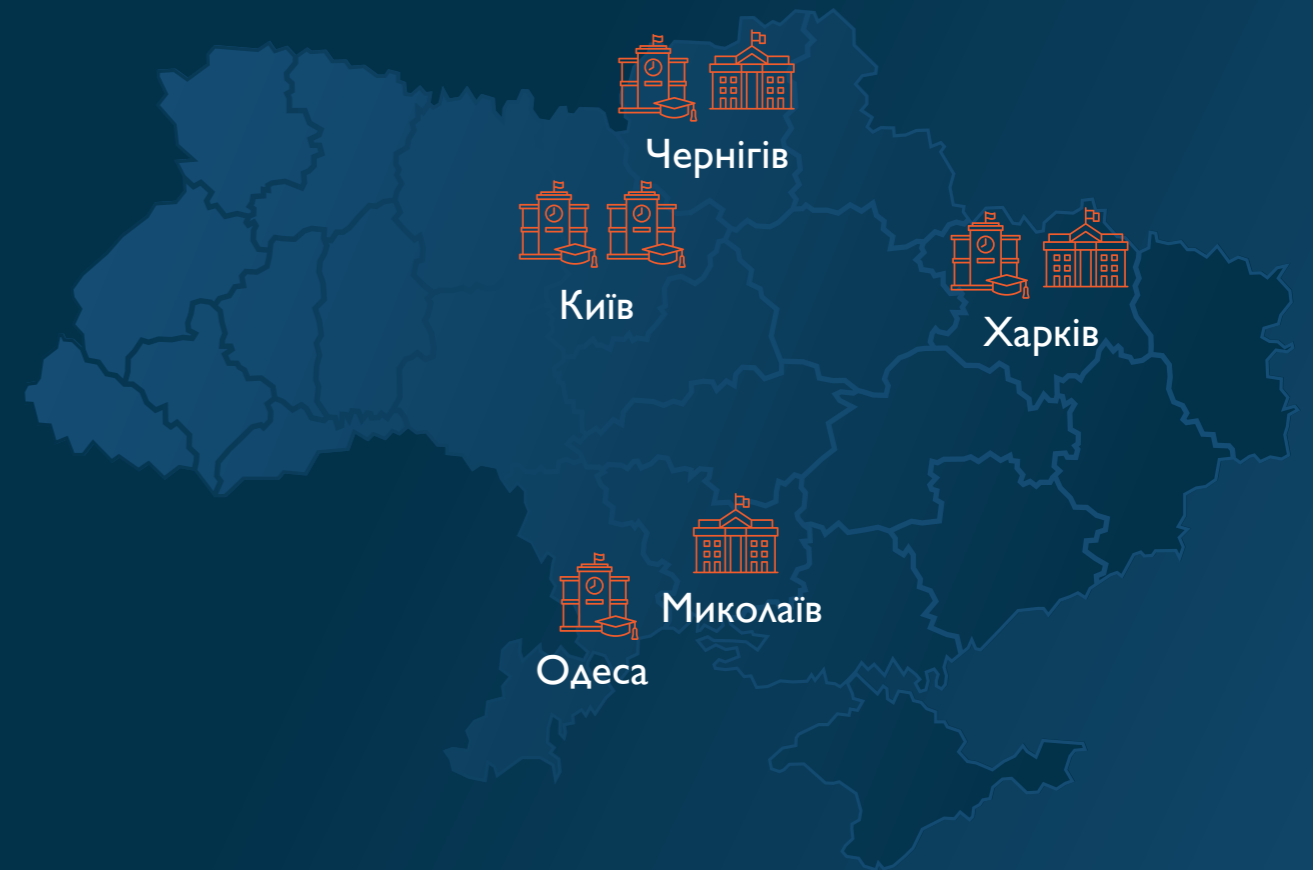 Чернігів
Київ
Харків
Миколаїв
Одеса